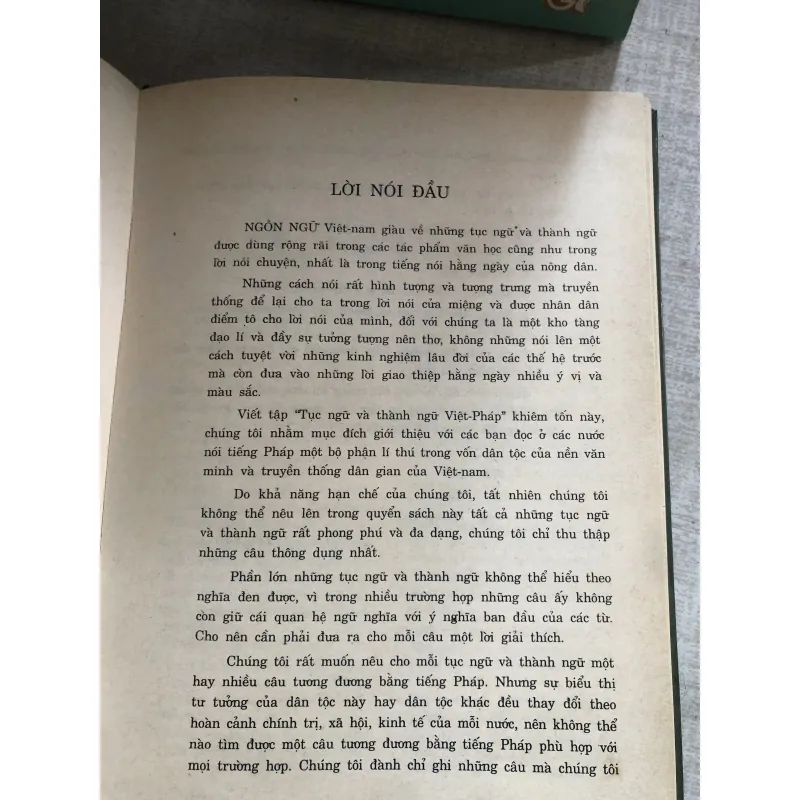 LỜI NÓI ĐẦU
NGÔN NGỮ Việt-nam giàu về những tục ngữ và thành ngữ
được dùng rộng rãi trong các tác phẩm văn học cũng như trong
lời nói chuyện, nhất là trong tiếng nói hằng ngày của nông dân.
Những cách nói rất hình tượng và tượng trưng mà truyền
thống để lại cho ta trong lời nói cửa miệng và được nhân dân
điểm tô cho lời nói của mình, đối với chúng ta là một kho tàng
đạo lí và đầy sự tưởng tượng nên thơ, không những nói lên một
cách tuyệt vời những kinh nghiệm lâu đời của các thế hệ trước
mà còn đưa vào những lời giao thiệp hằng ngày nhiều ý vị và
màu sắc.
Viết tập “Tục ngữ và thành ngữ Việt-Pháp” khiêm tốn này,
chúng tôi nhằm mục đích giới thiệu với các bạn đọc ở các nước
nói tiếng Pháp một bộ phận lí thú trong vốn dân tộc của nền văn
minh và truyền thống dân gian của Việt-nam.
Do khả năng hạn chế của chúng tôi, tất nhiên chúng tôi
không thể nêu lên trong quyển sách này tất cả những tục ngữ
và thành ngữ rất phong phú và đa dạng, chúng tôi chỉ thu thập
những câu thông dụng nhất.
Phần lớn những tục ngữ và thành ngữ không thể hiểu theo
nghĩa đen được, vì trong nhiều trường hợp những câu ấy không
còn giữ cái quan hệ ngữ nghĩa với ý nghĩa ban đầu của các từ.
Cho nên cần phải đưa ra cho mỗi câu một lời giải thích.
Chúng tôi rất muốn nêu cho mỗi tục ngữ và thành ngữ một
hay nhiều câu tương đương bằng tiếng Pháp. Nhưng sự biểu thị
tư tưởng của dân tộc này hay dân tộc khác đều thay đổi theo
hoàn cảnh chính trị, xã hội, kinh tế của mỗi nước, nên không thể
nào tìm được một câu tương đương bằng tiếng Pháp phù hợp với
mọi trường hợp. Chúng tôi đành chỉ ghi những câu mà chúng tôi